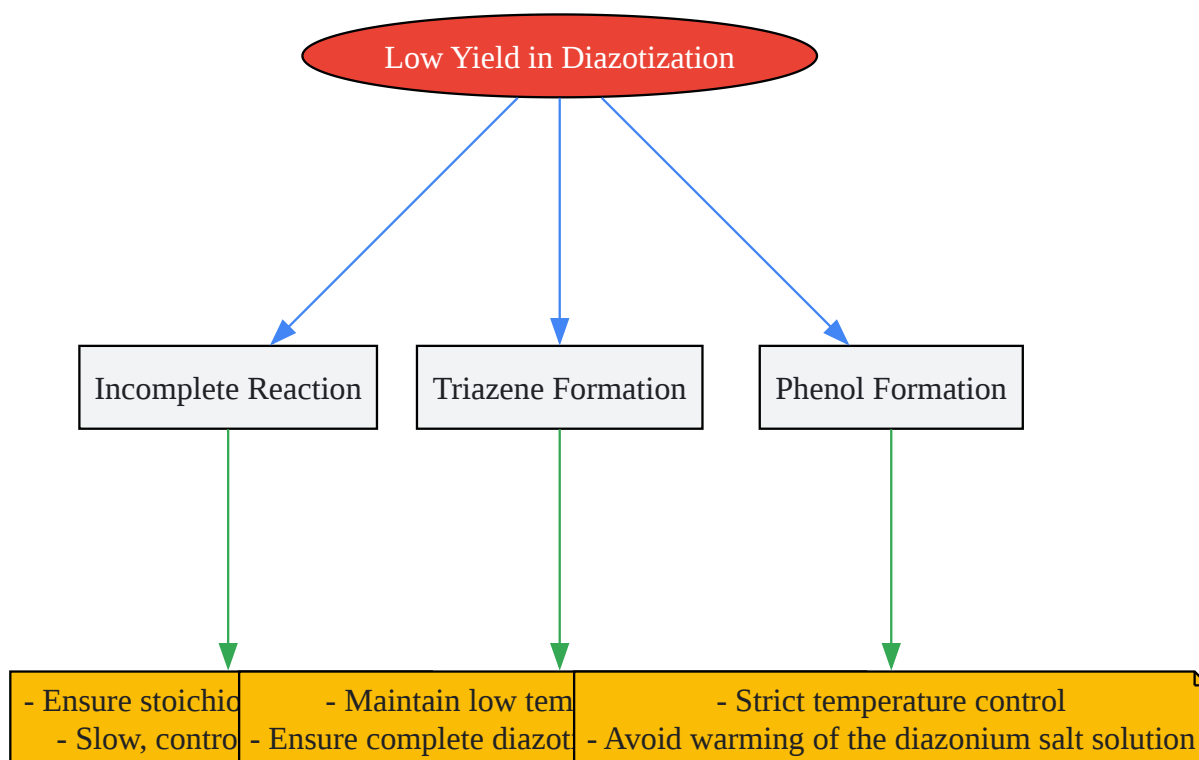 Low Yield in Diazotization
Incomplete Reaction
Triazene Formation
Phenol Formation
- Ensure
- Slow,
- Maintain low
- Ensure complete
- Strict temperature control
- Avoid warming of the diazonium salt solution